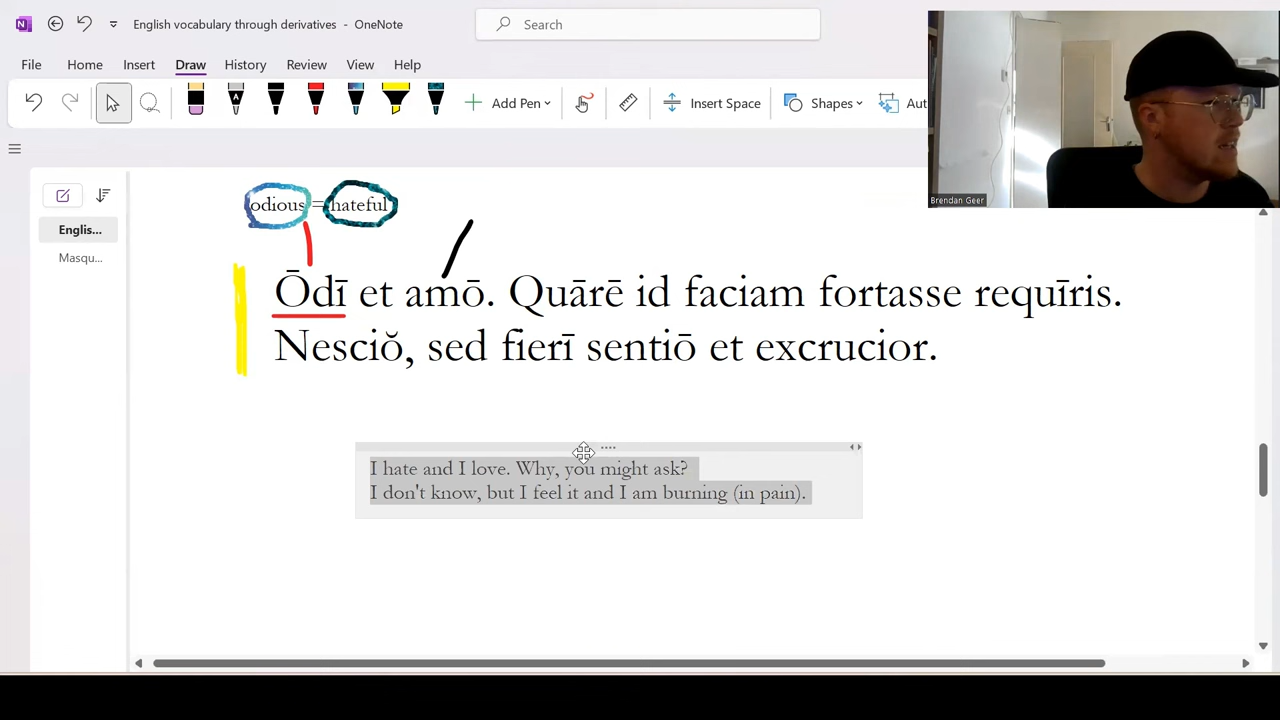 English vocabulary through derivatives - OneNote
Search
File Home Insert Draw History Review View Help
Add Pen
Insert Space
Shapes
Brendan Geer
Englis...
Masqu...
odious = hateful
Ōdī et amō. Quārē id faciam fortasse requīris.
Nesciŏ, sed fierī sentiō et excrucior.
I hate and I love. Why, you might ask?
I don't know, but I feel it and I am burning (in pain).